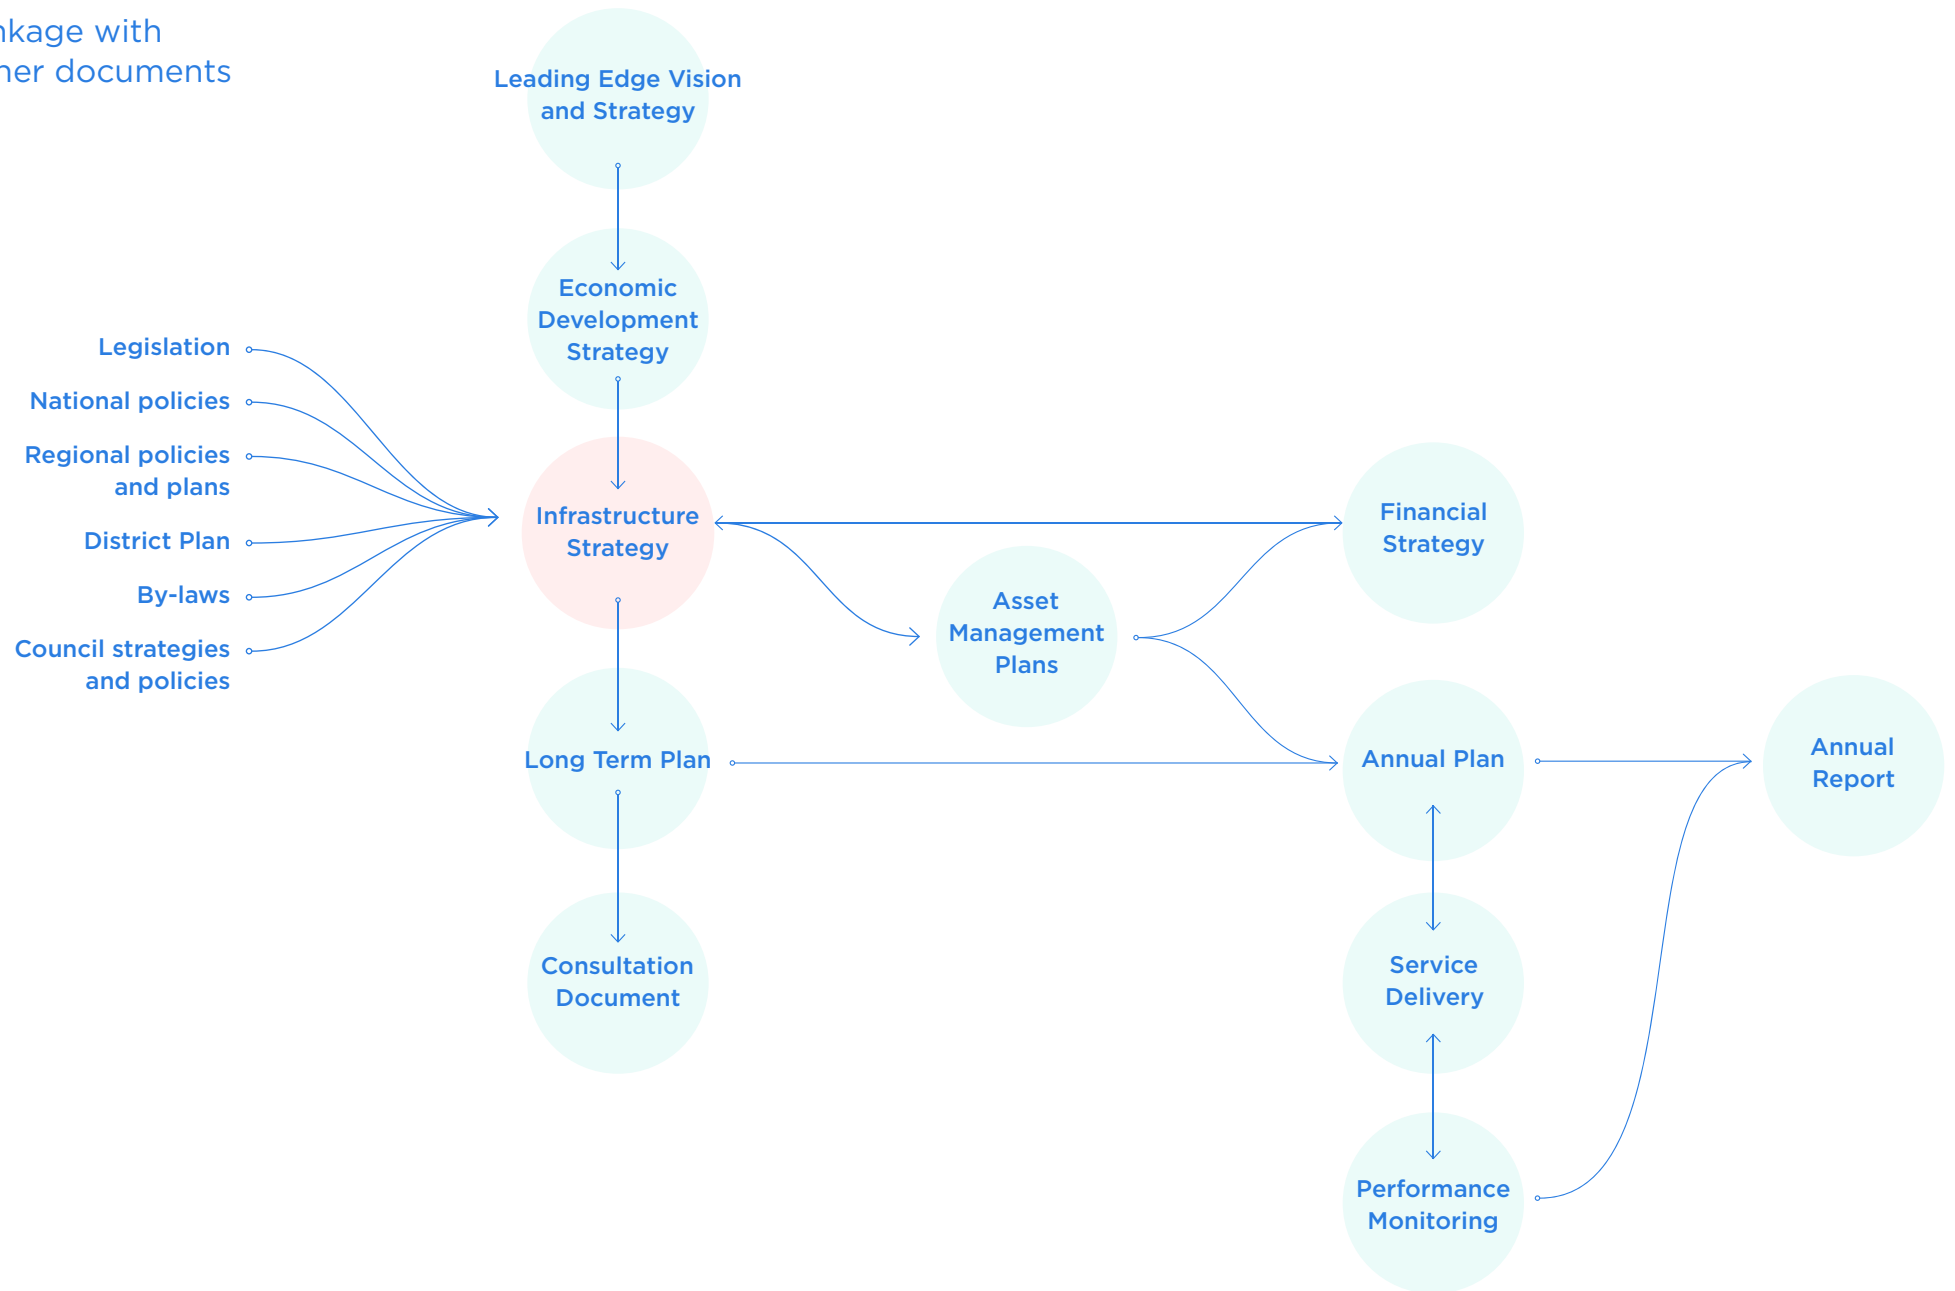 with
documents
Leading Edge Vision
and Strategy
Economic
Development
Strategy
Legislation
National policies
Regional policies
and plans
District Plan
By-laws
Council strategies
and policies
Infrastructure
Strategy
Financial
Strategy
Asset
Management
Plans
Long Term Plan
Annual Plan
Annual
Report
Consultation
Document
Service
Delivery
Performance
Monitoring